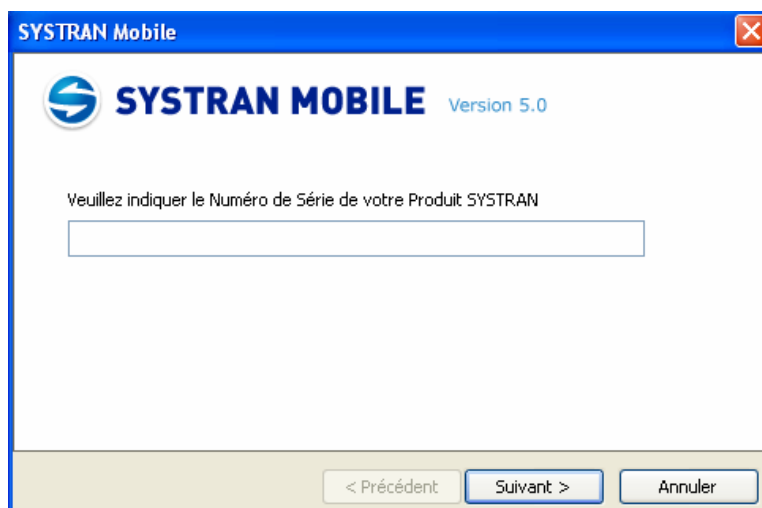 SYSTRAN Mobile
SYSTRAN MOBILE Version 5.0
Veuillez indiquer le Numéro de Série de votre Produit SYSTRAN
< Précédent Suivant > Annuler